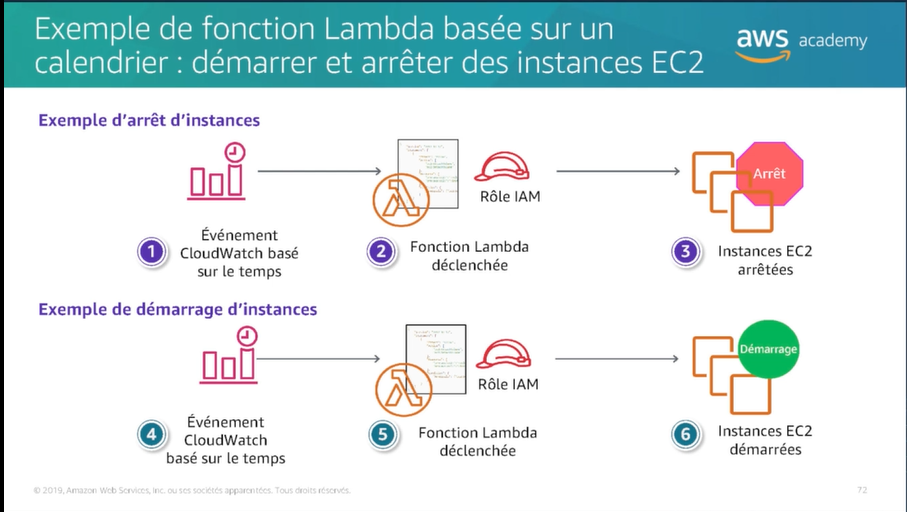 Exemple de fonction Lambda basée sur un
calendrier : démarrer et arrêter des instances EC2
aws academy
Exemple d'arrêt d'instances
Arrêt
Rôle IAM
1
Événement
CloudWatch basé
sur le temps
2
Fonction Lambda
déclenchée
3
Instances EC2
arrêtées
Exemple de démarrage d'instances
Démarrage
Rôle IAM
4
Événement
CloudWatch
basé sur le temps
5
Fonction Lambda
déclenchée
6
Instances EC2
démarrées
© 2019, Amazon Web Services, Inc. ou ses sociétés apparentées. Tous droits réservés.
72